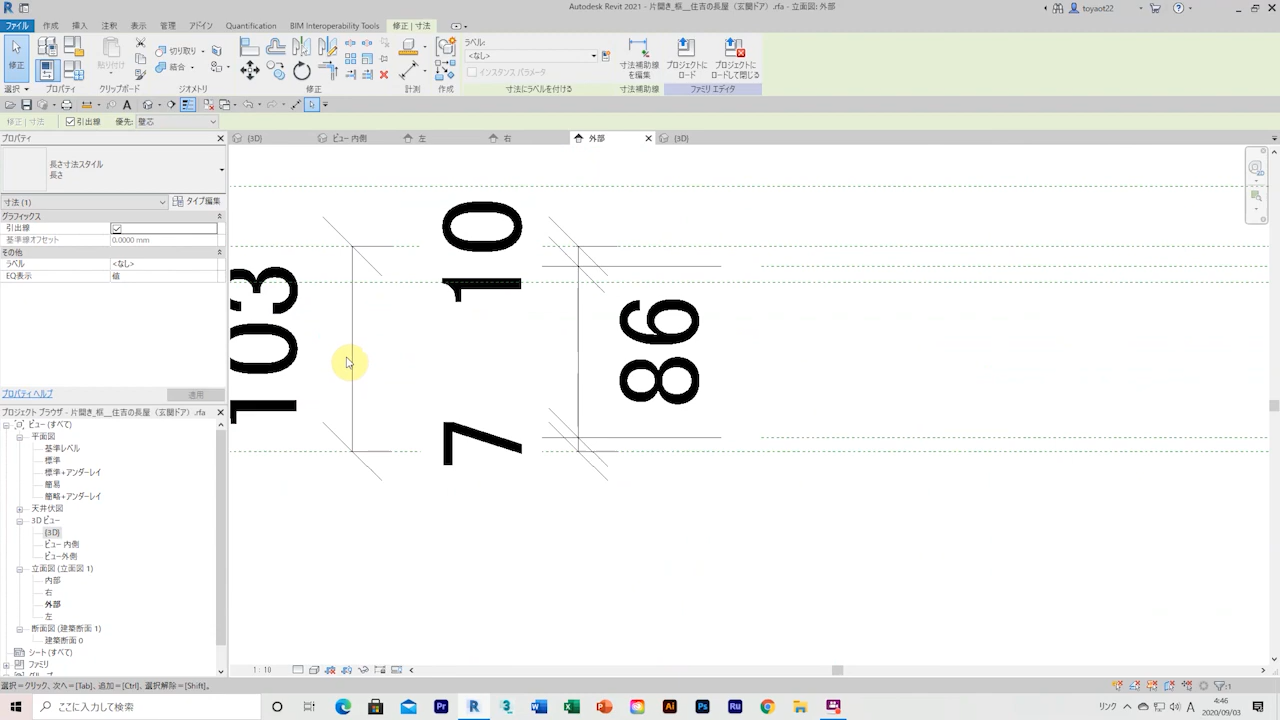 Autodesk Revit 2021 - 片開き_框__住吉の長屋（玄関ドア）.rfa - 立面図: 外部
toyaot22
ファイル 作成 挿入 注釈 表示 管理 アドイン Quantification BIM Interoperability Tools 修正 | 寸法
修正
貼り付け
切り取り
結合
ラベル:
<なし>
インスタンス パラメータ
寸法補助線を編集
プロジェクトにロード
プロジェクトにロードして閉じる
選択 プロパティ クリップボード ジオメトリ 修正 計測 作成 寸法にラベルを付ける 寸法補助線 ファミリ エディタ
修正 | 寸法 引出線 優先: 壁芯
プロパティ
{3D} ビュー 内側 左 右 外部 {3D}
長さ寸法スタイル
長さ
寸法 (1) タイプ編集
グラフィックス
引出線
基準線オフセット 0.0000 mm
その他
ラベル <なし>
EQ表示 値
プロパティ ヘルプ 適用
プロジェクト ブラウザ - 片開き_框__住吉の長屋（玄関ドア）.rfa
ビュー (すべて)
平面図
基準レベル
標準
標準+アンダーレイ
簡易
簡略+アンダーレイ
天井伏図
3D ビュー
{3D}
ビュー 内側
ビュー外側
立面図 (立面図 1)
内部
右
外部
左
断面図 (建築断面 1)
建築断面 0
シート (すべて)
ファミリ
103
7
10
86
1 : 10
選択＝クリック、次へ＝[Tab]、追加＝[Ctrl]、選択解除＝[Shift]。
:1
ここに入力して検索
リンク
A
4:46
2020/09/03